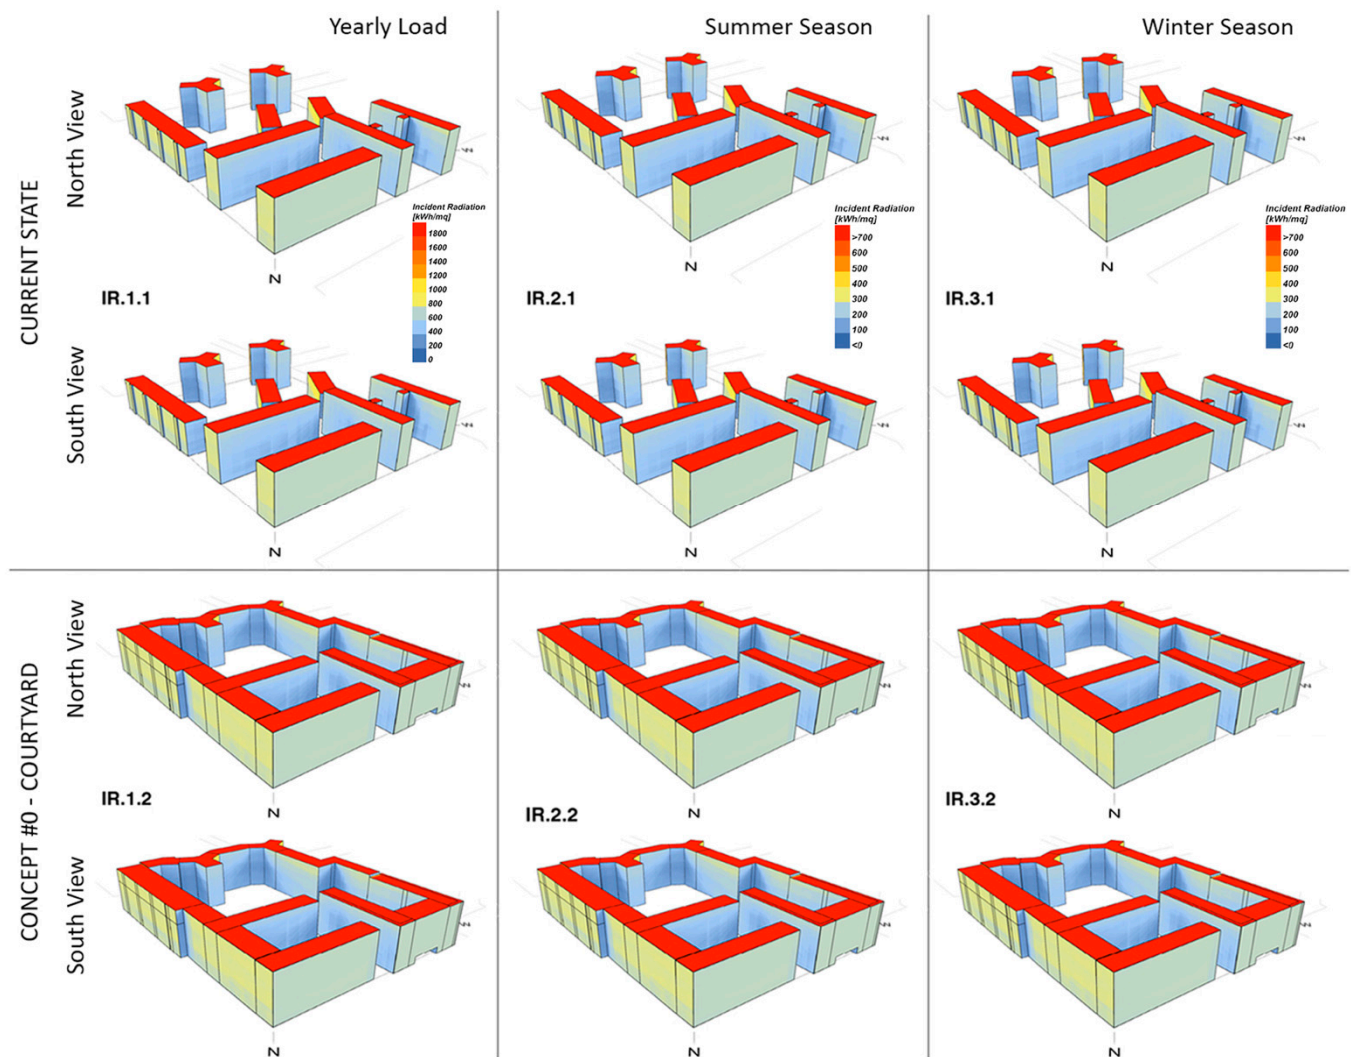 Yearly Load
Summer Season
Winter Season
CURRENT STATE
North View
Incident Radiation
[kWh/mq]
1800
1600
1400
1200
1000
800
600
400
200
0
Incident Radiation
[kWh/mq]
>700
600
500
400
300
200
100
<0
Incident Radiation
[kWh/mq]
>700
600
500
400
300
200
100
<0
N
N
N
IR.1.1
IR.2.1
IR.3.1
South View
N
N
N
CONCEPT #0 - COURTYARD
North View
N
N
N
IR.1.2
IR.2.2
IR.3.2
South View
N
N
N